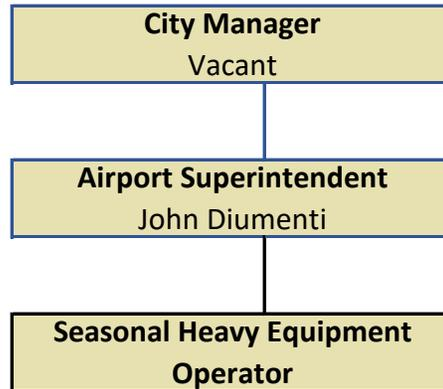 City Manager
Vacant
Airport Superintendent
John Diumenti
Seasonal Heavy Equipment
Operator